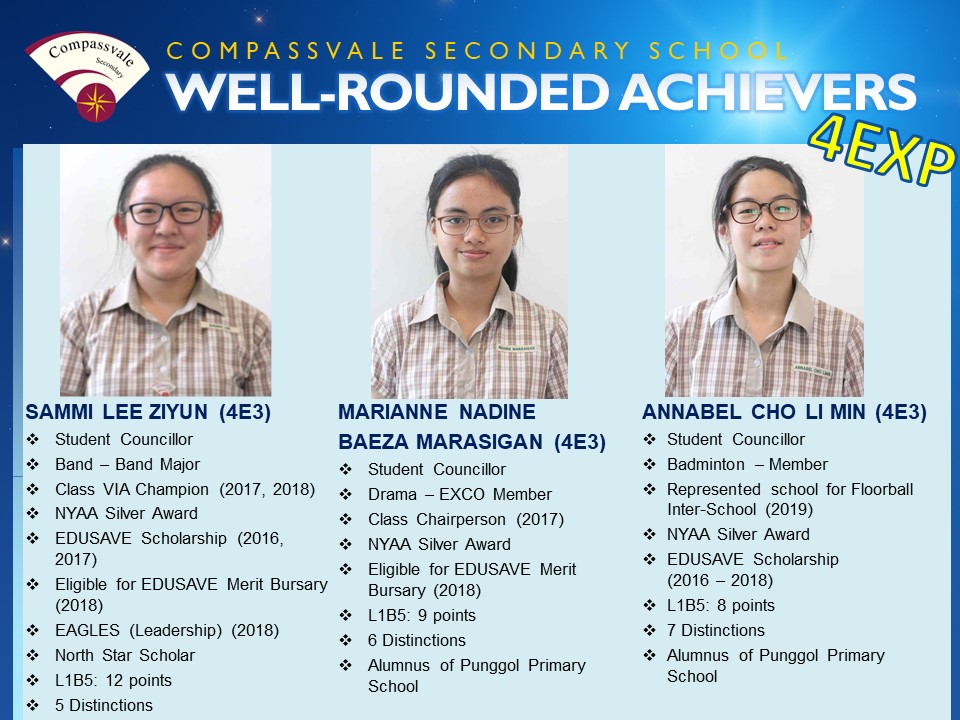 Compassvale
Secondary
COMPASSVALE SECONDARY SCHOOL
WELL-ROUNDED ACHIEVERS
4EXP
SAMMI LEE ZIYUN (4E3)
❖ Student Councillor
❖ Band – Band Major
❖ Class VIA Champion (2017, 2018)
❖ NYAA Silver Award
❖ EDUSAVE Scholarship (2016,
2017)
❖ Eligible for EDUSAVE Merit Bursary
(2018)
❖ EAGLES (Leadership) (2018)
❖ North Star Scholar
❖ L1B5: 12 points
❖ 5 Distinctions
MARIANNE NADINE
BAEZA MARASIGAN (4E3)
❖ Student Councillor
❖ Drama – EXCO Member
❖ Class Chairperson (2017)
❖ NYAA Silver Award
❖ Eligible for EDUSAVE Merit
Bursary (2018)
❖ L1B5: 9 points
❖ 6 Distinctions
❖ Alumnus of Punggol Primary
School
ANNABEL CHO LI MIN
ANNABEL CHO LI MIN (4E3)
❖ Student Councillor
❖ Badminton – Member
❖ Represented school for Floorball
Inter-School (2019)
❖ NYAA Silver Award
❖ EDUSAVE Scholarship
(2016 – 2018)
❖ L1B5: 8 points
❖ 7 Distinctions
❖ Alumnus of Punggol Primary
School